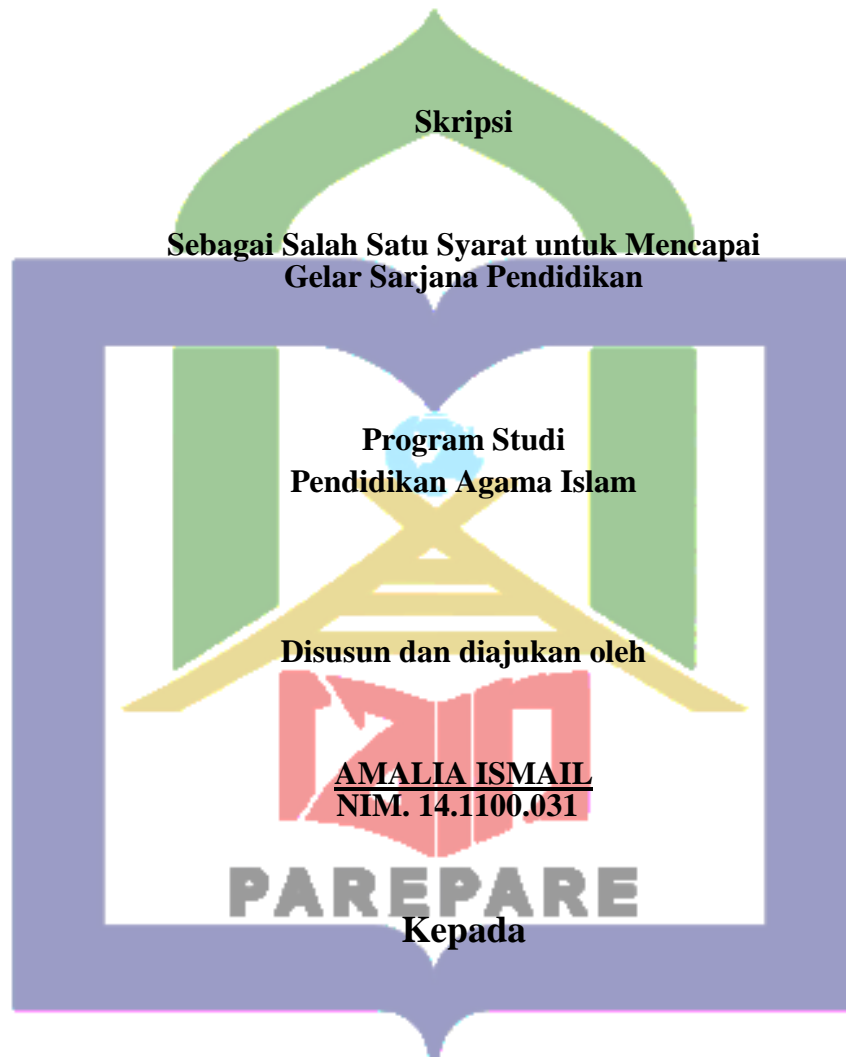 Skripsi
Sebagai Salah Satu Syarat untuk Mencapai
Gelar Sarjana Pendidikan
Program Studi
Pendidikan Agama Islam
Disusun dan diajukan oleh
iain
AMALIA ISMAIL
NIM. 14.1100.031
PAREPARE
Kepada